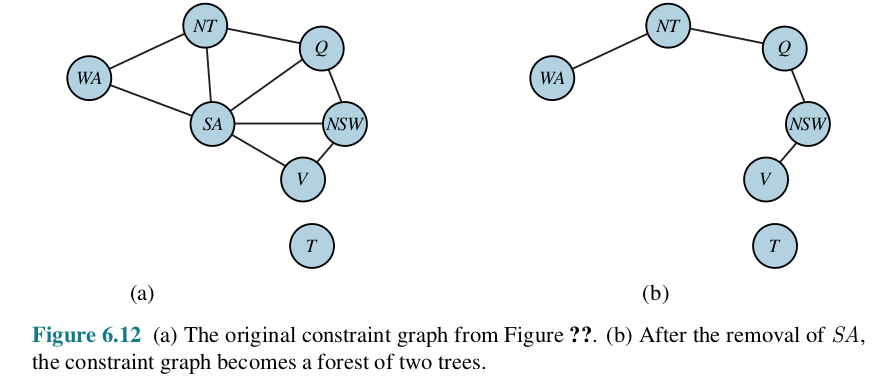 NT
Q
WA
SA
NSW
V
T
(a)
NT
Q
WA
NSW
V
T
(b)
Figure 6.12 (a) The original constraint graph from Figure ??. (b) After the removal of SA,
the constraint graph becomes a forest of two trees.